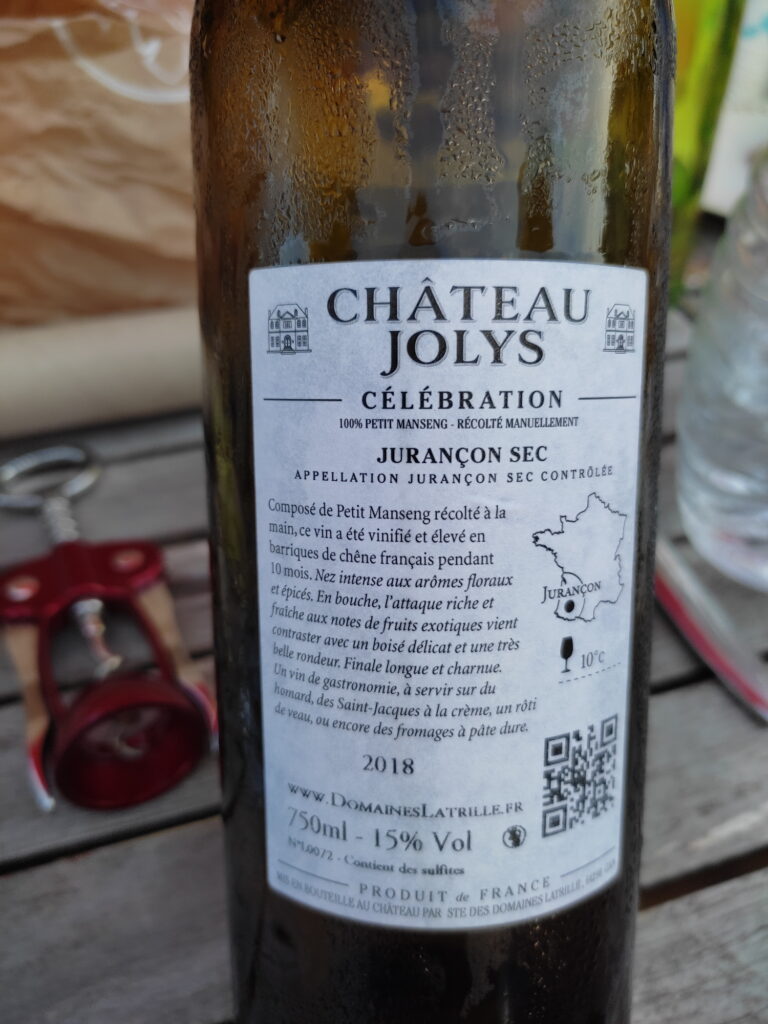 CHÂTEAU
JOLYS
CÉLÉBRATION
100% PETIT MANSENG - RÉCOLTÉ MANUELLEMENT
JURANÇON SEC
APPELLATION JURANÇON SEC CONTRÔLÉE
Composé de Petit Manseng récolté à la
main, ce vin a été vinifié et élevé en
barriques de chêne français pendant
10 mois. Nez intense aux arômes floraux
et épicés. En bouche, l'attaque riche et
fraîche aux notes de fruits exotiques vient
contraster avec un boisé délicat et une très
belle rondeur. Finale longue et charnue.
Un vin de gastronomie, à servir sur du
homard, des Saint-Jacques à la crème, un rôti
de veau, ou encore des fromages à pâte dure.
JURANÇON
10°C
2018
WWW.DOMAINESLATRILLE.FR
750ml - 15% Vol
Contient des sulfites
PRODUIT de FRANCE
MIS EN BOUTEILLE AU CHÂTEAU PAR STE DES DOMAINES LATRILLE,